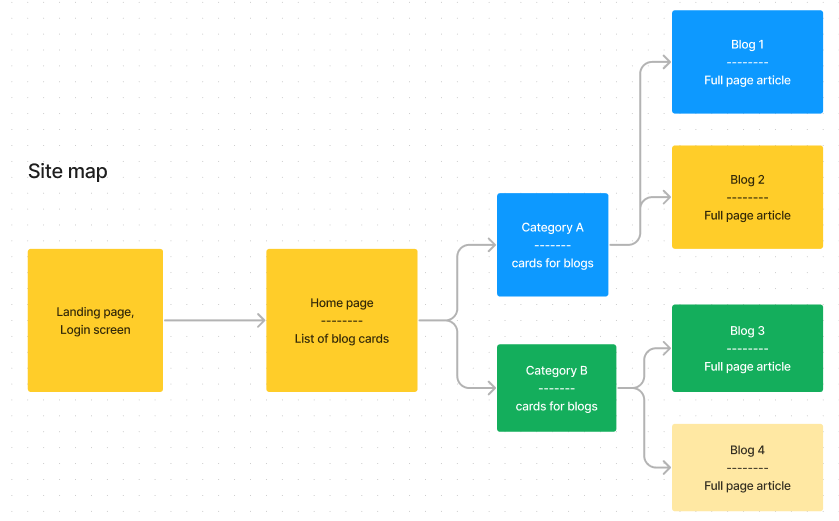 Site map
Landing page,
Login screen
Home page
--------
List of blog cards
Category A
-------
cards for blogs
Category B
-------
cards for blogs
Blog 1
--------
Full page article
Blog 2
--------
Full page article
Blog 3
--------
Full page article
Blog 4
--------
Full page article